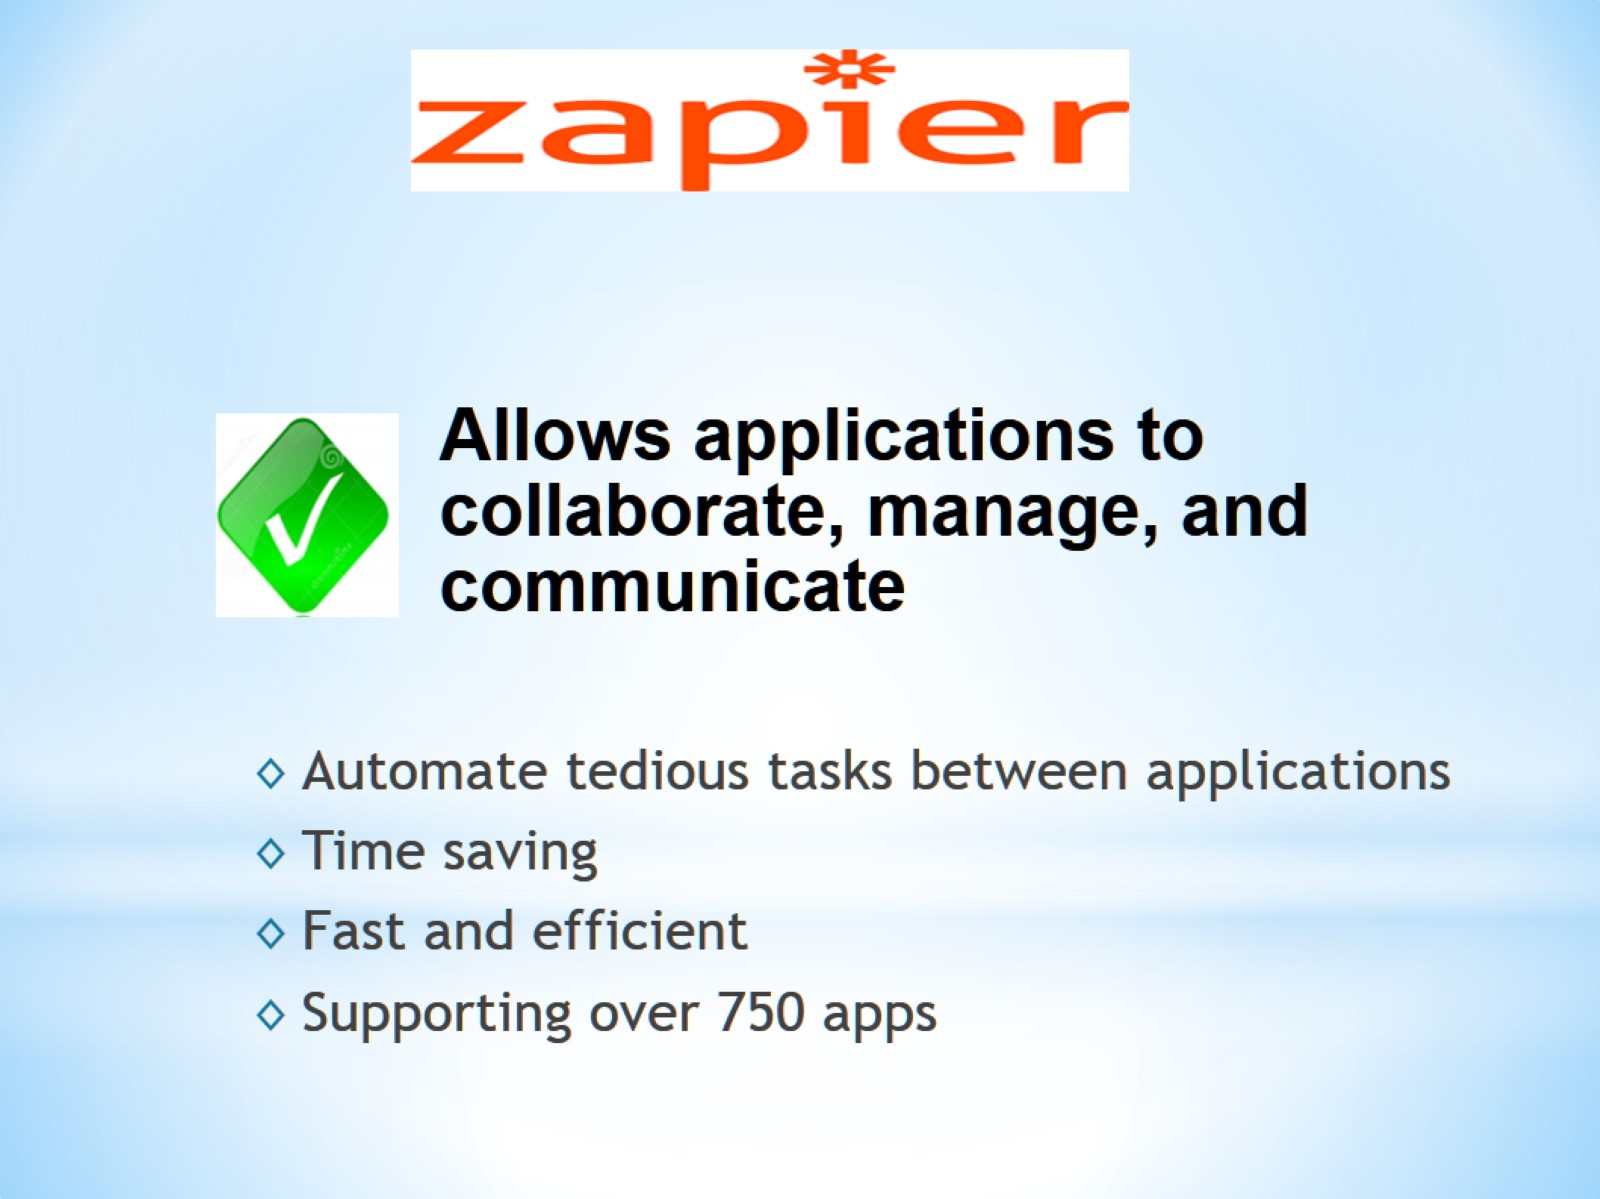 zapier
Allows applications to
collaborate, manage, and
communicate
◇ Automate tedious tasks between applications
◇ Time saving
◇ Fast and efficient
◇ Supporting over 750 apps